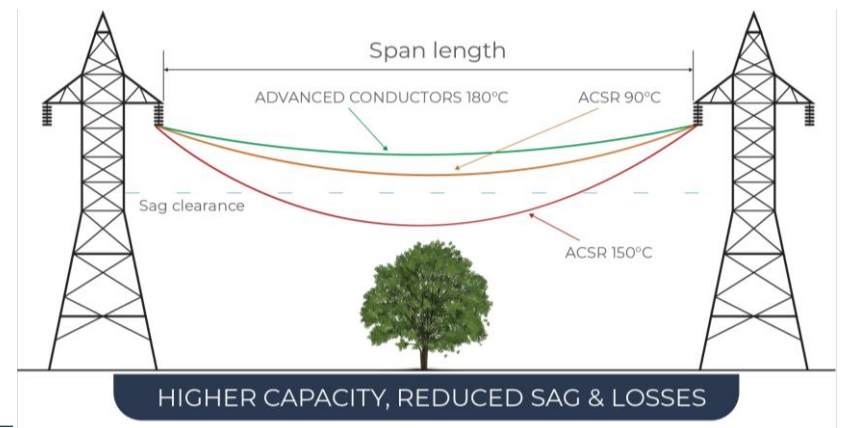 Span length
ADVANCED CONDUCTORS 180°C
ACSR 90°C
Sag clearance
ACSR 150°C
HIGHER CAPACITY, REDUCED SAG & LOSSES